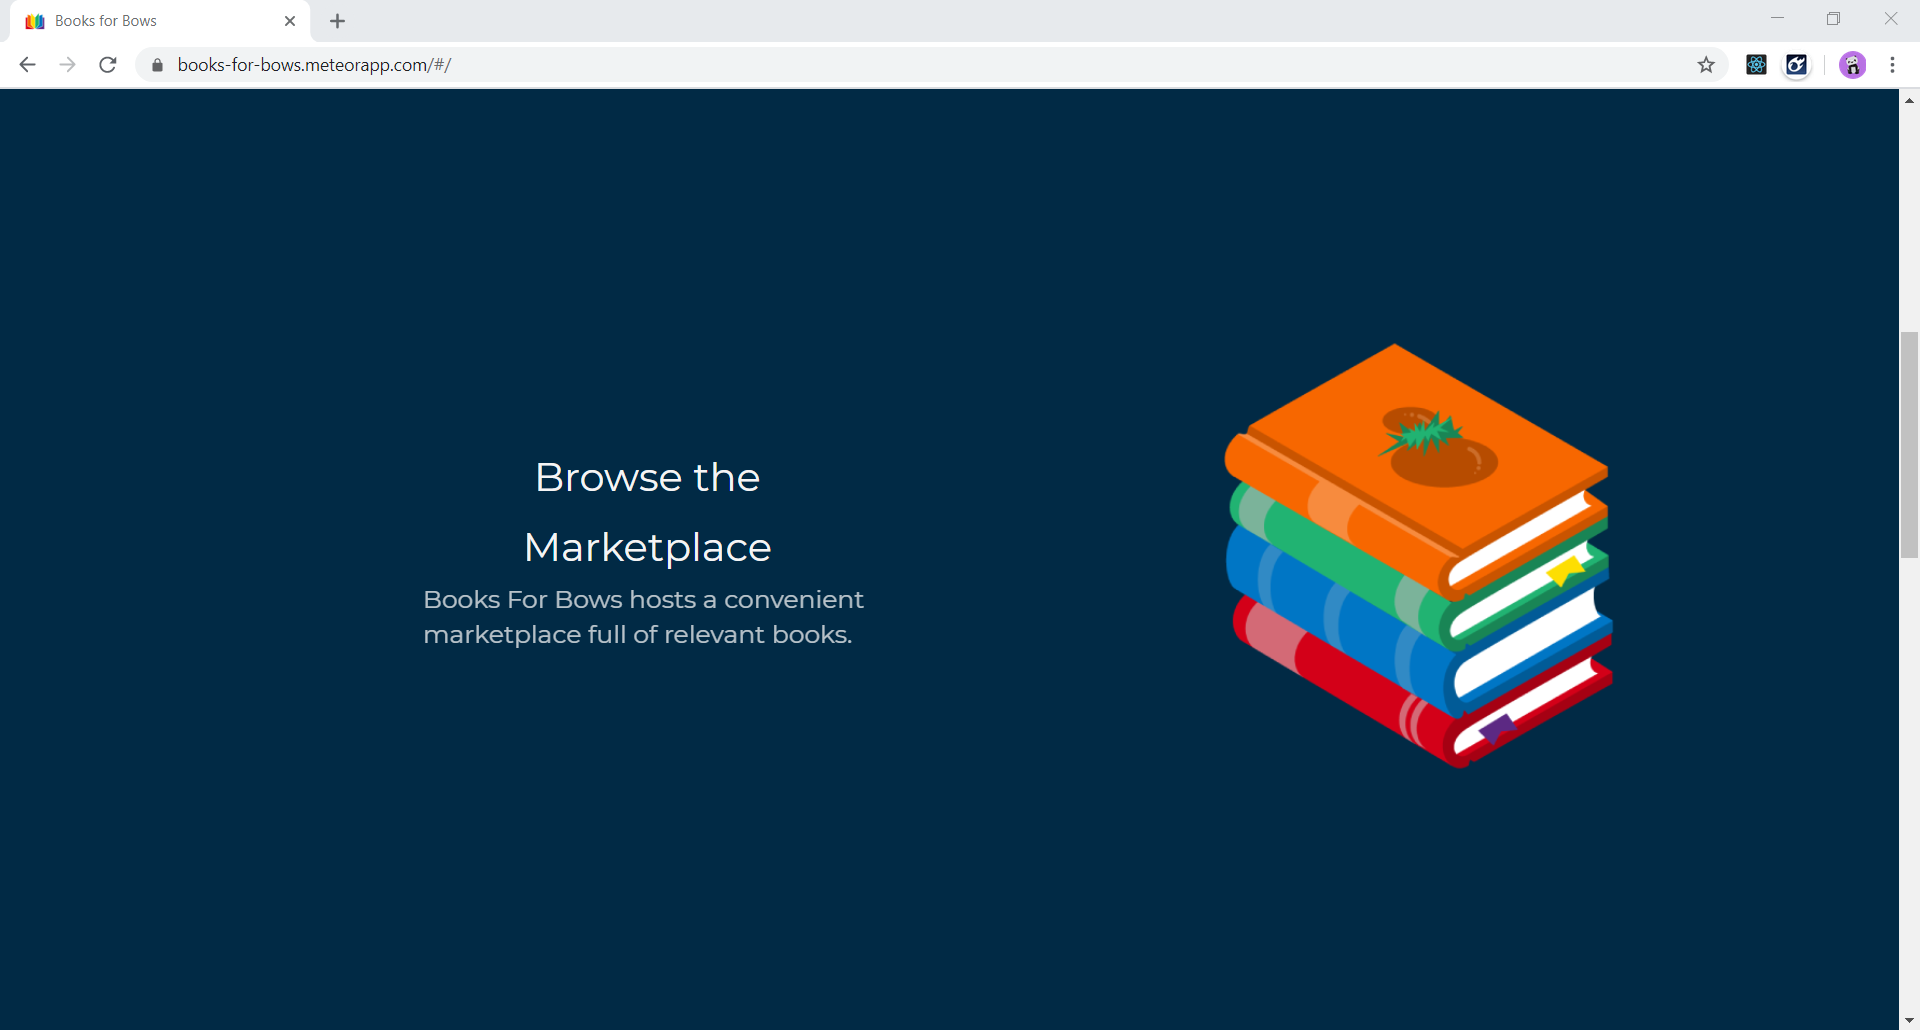 Books for Bows
books-for-bows.meteorapp.com/#/
Browse the
Marketplace
Books For Bows hosts a convenient
marketplace full of relevant books.